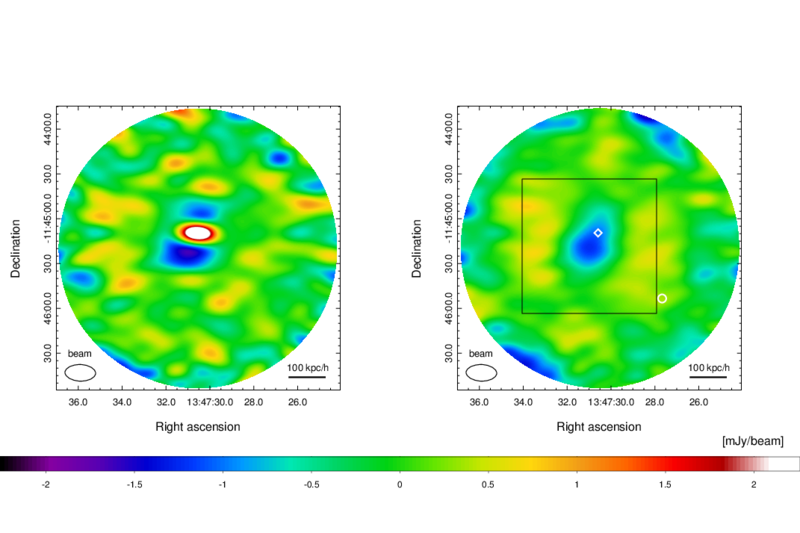 44:00.0
30.0
-11:45:00.0
30.0
46:00.0
30.0
Declination
beam
100 kpc/h
36.0 34.0 32.0 13:47:30.0 28.0 26.0
Right ascension
44:00.0
30.0
-11:45:00.0
30.0
46:00.0
30.0
Declination
beam
100 kpc/h
36.0 34.0 32.0 13:47:30.0 28.0 26.0
Right ascension
[mJy/beam]
-2 -1.5 -1 -0.5 0 0.5 1 1.5 2